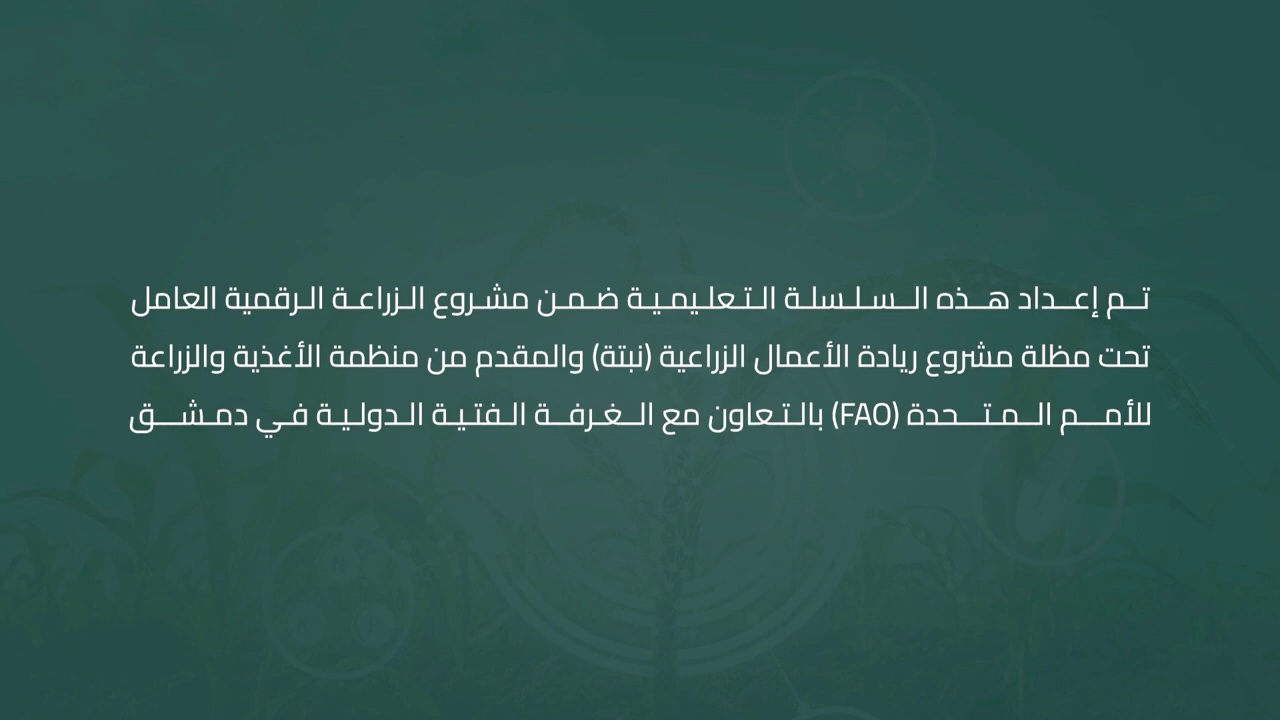 تم إعداد هذه السلسلة التعليمية ضمن مشروع الزراعة الرقمية العامل
تحت مظلة مشروع ريادة الأعمال الزراعية (نبتة) والمقدم من منظمة الأغذية والزراعة
للأمم المتحدة (FAO) بالتعاون مع الغرفة الفتية الدولية في دمشق